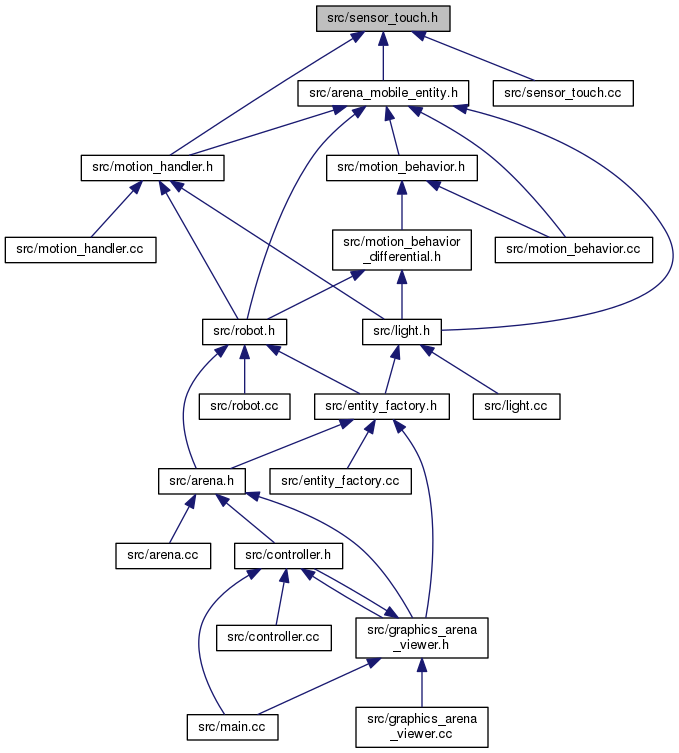 src/sensor_touch.h
src/arena_mobile_entity.h
src/sensor_touch.cc
src/motion_handler.h
src/motion_behavior.h
src/motion_handler.cc
src/motion_behavior
_differential.h
src/motion_behavior.cc
src/robot.h
src/light.h
src/robot.cc
src/entity_factory.h
src/light.cc
src/arena.h
src/entity_factory.cc
src/arena.cc
src/controller.h
src/controller.cc
src/graphics_arena
_viewer.h
src/main.cc
src/graphics_arena
_viewer.cc